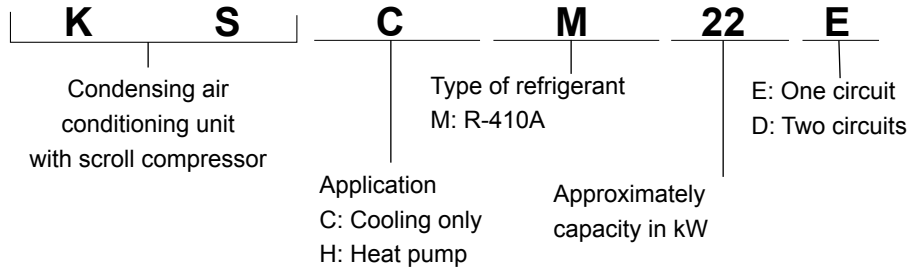 K S C M 22 E
Condensing air
conditioning unit
with scroll compressor
Type of refrigerant
M: R-410A
E: One circuit
D: Two circuits
Application
C: Cooling only
H: Heat pump
Approximately
capacity in kW